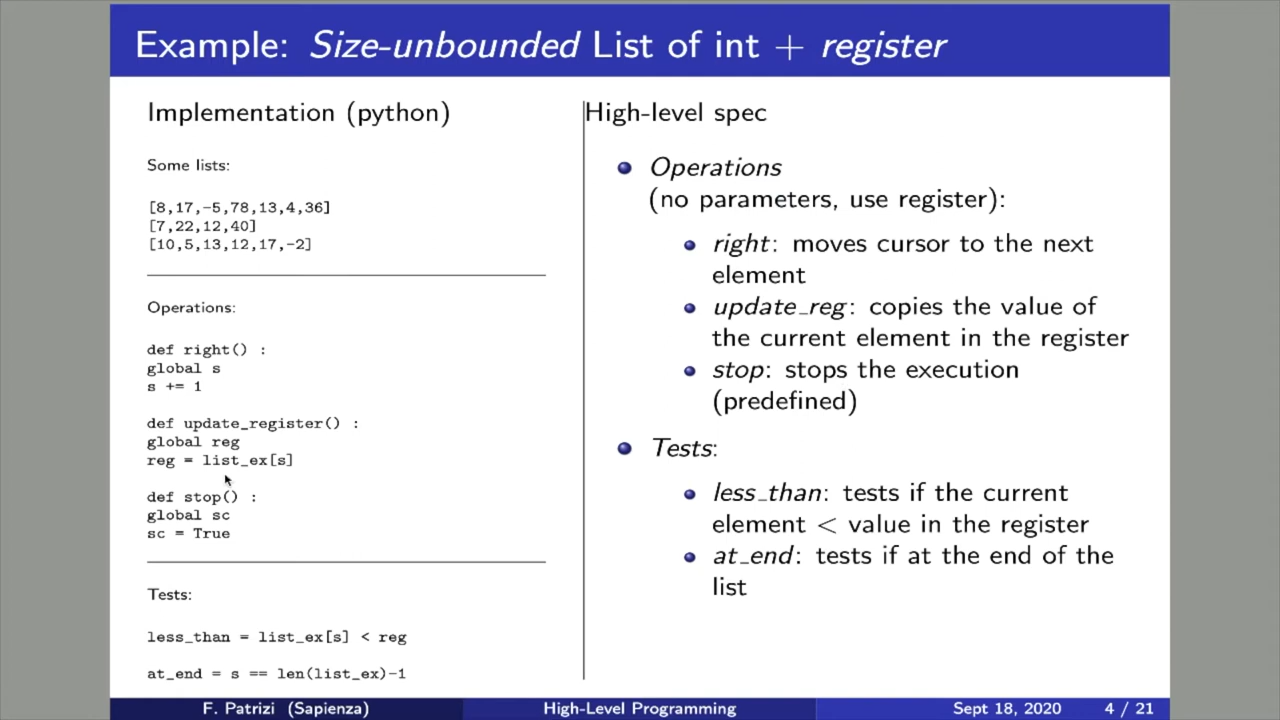 Example: Size-unbounded List of int + register
Implementation (python)
Some lists:
[8,17,-5,78,13,4,36]
[7,22,12,40]
[10,5,13,12,17,-2]
Operations:
def right() :
global s
s += 1
def update_register() :
global reg
reg = list_ex[s]
def stop() :
global sc
sc = True
Tests:
less_than = list_ex[s] < reg
at_end = s == len(list_ex)-1
High-level spec
Operations
(no parameters, use register):
right: moves cursor to the next
element
update_reg: copies the value of
the current element in the register
stop: stops the execution
(predefined)
Tests:
less_than: tests if the current
element < value in the register
at_end: tests if at the end of the
list
F. Patrizi (Sapienza)
High-Level Programming
Sept 18, 2020
4 / 21